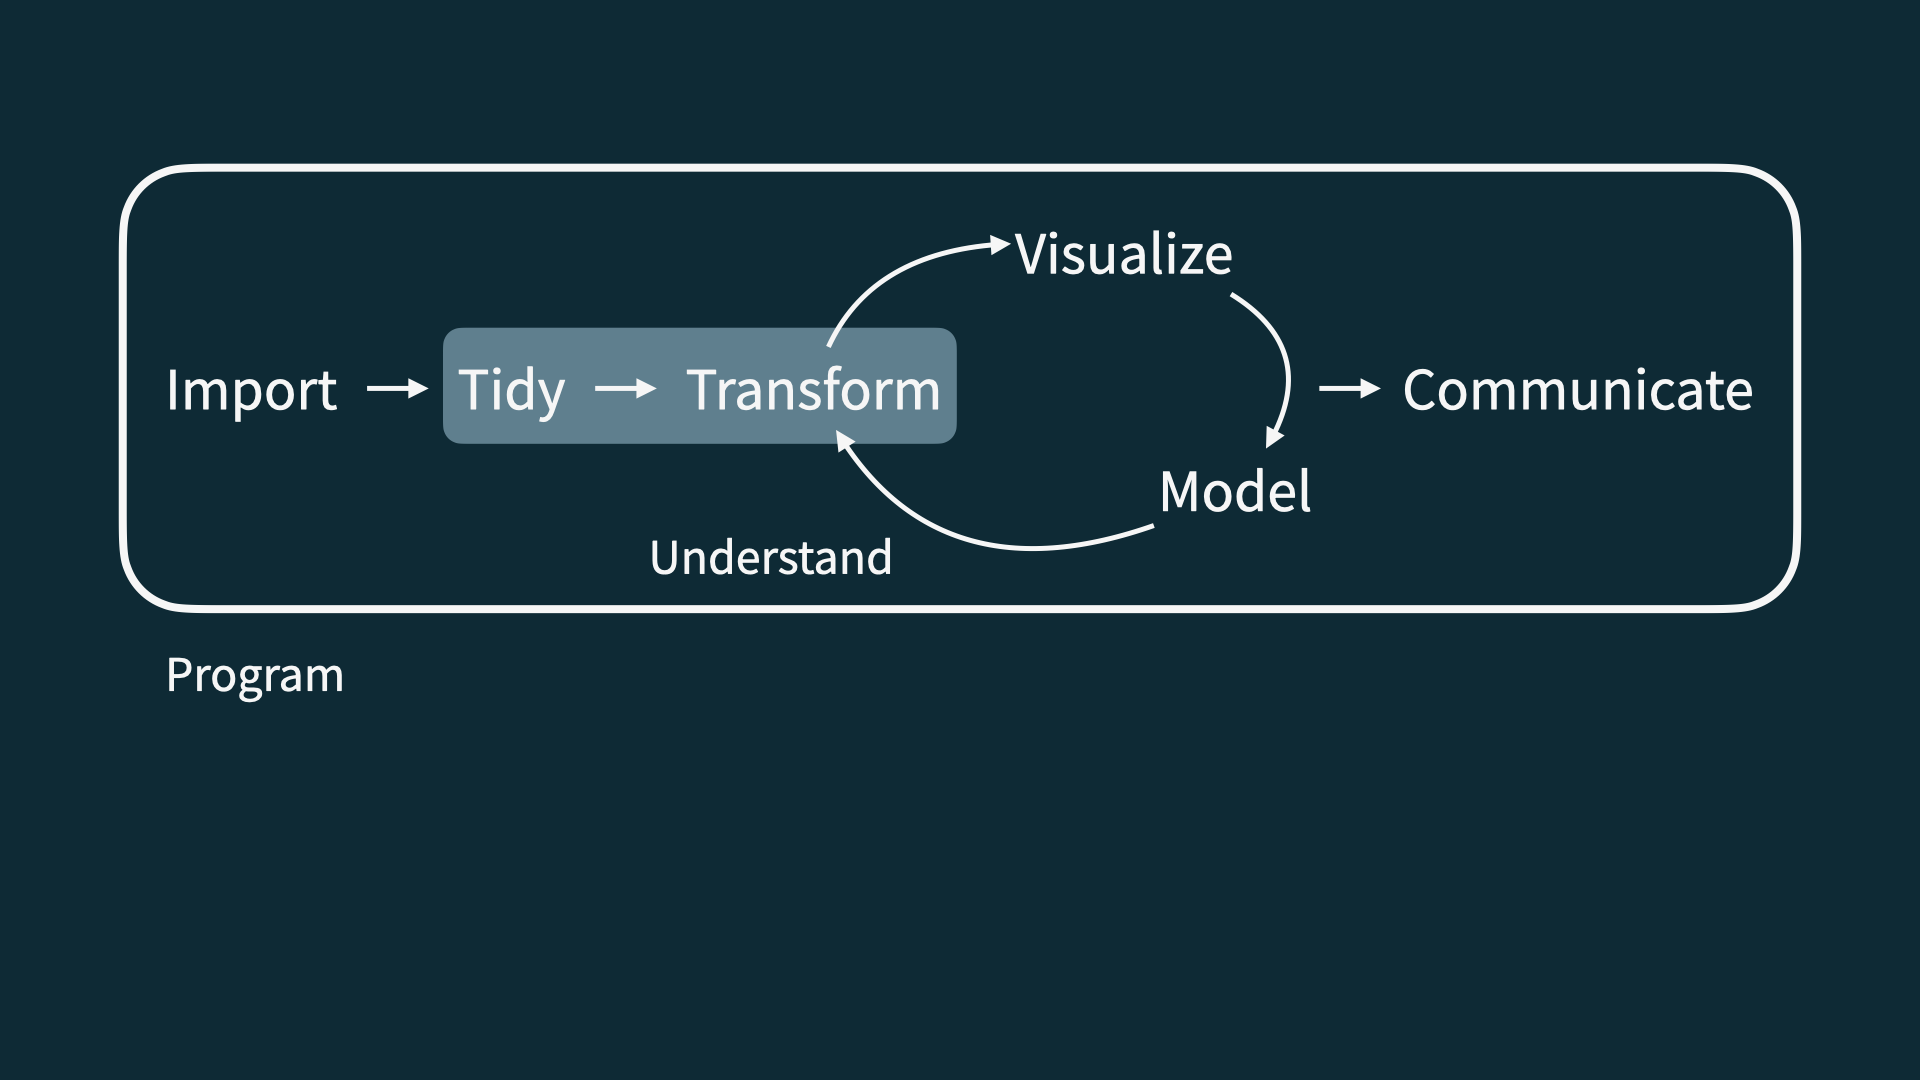 Visualize
Import
Tidy
Transform
Communicate
Model
Understand
Program